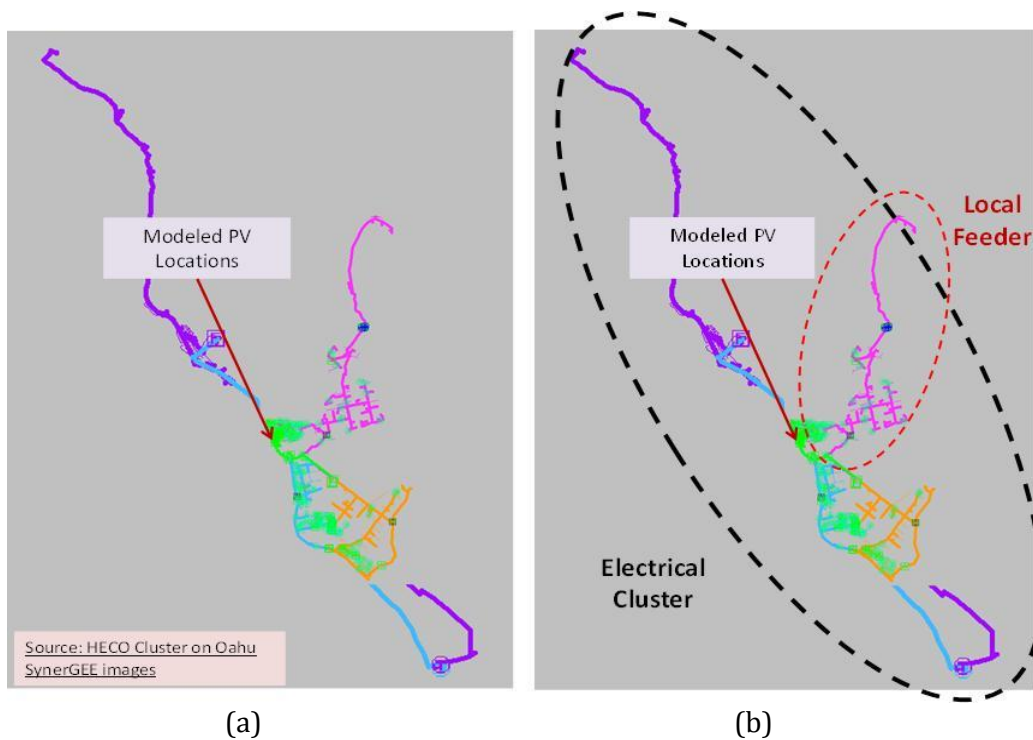 Modeled PV
Locations
Source: HECO Cluster on Oahu
SynerGEE images
(a)
Modeled PV
Locations
Local
Feeder
Electrical
Cluster
(b)